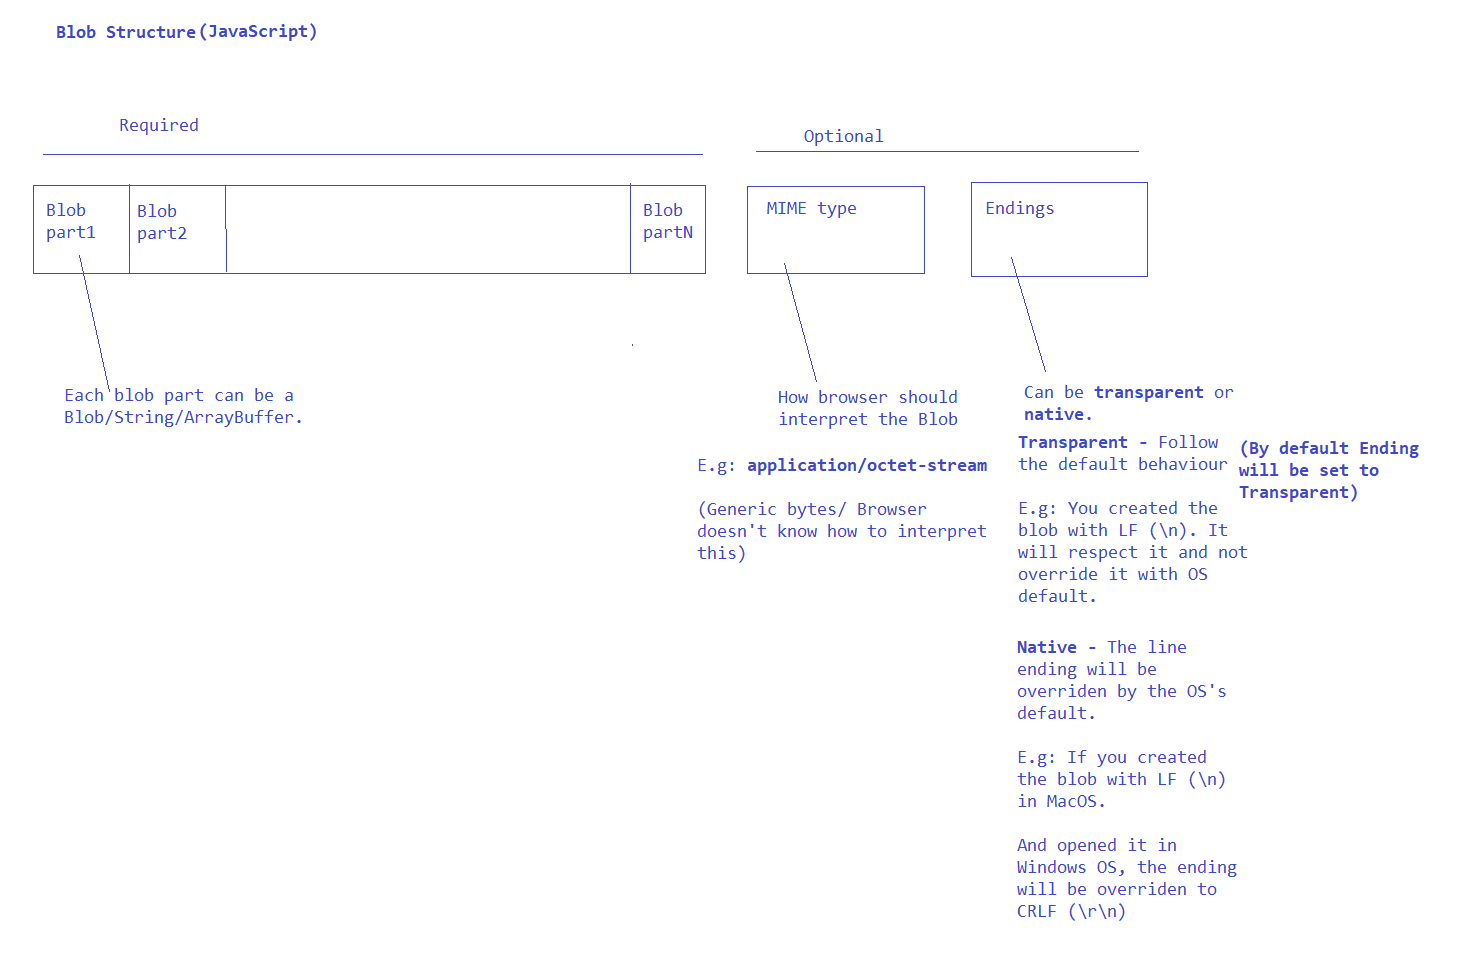 Blob Structure(JavaScript)
Required
Optional
Blob
part1
Blob
part2
Blob
partN
MIME type
Endings
Each blob part can be a
Blob/String/ArrayBuffer.
How browser should
interpret the Blob
E.g: application/octet-stream
(Generic bytes/ Browser
doesn't know how to interpret
this)
Can be transparent or
native.
Transparent - Follow
the default behaviour
(By default Ending
will be set to
Transparent)
E.g: You created the
blob with LF (\n). It
will respect it and not
override it with OS
default.
Native - The line
ending will be
overriden by the OS's
default.
E.g: If you created
the blob with LF (\n)
in MacOS.
And opened it in
Windows OS, the ending
will be overriden to
CRLF (\r\n)